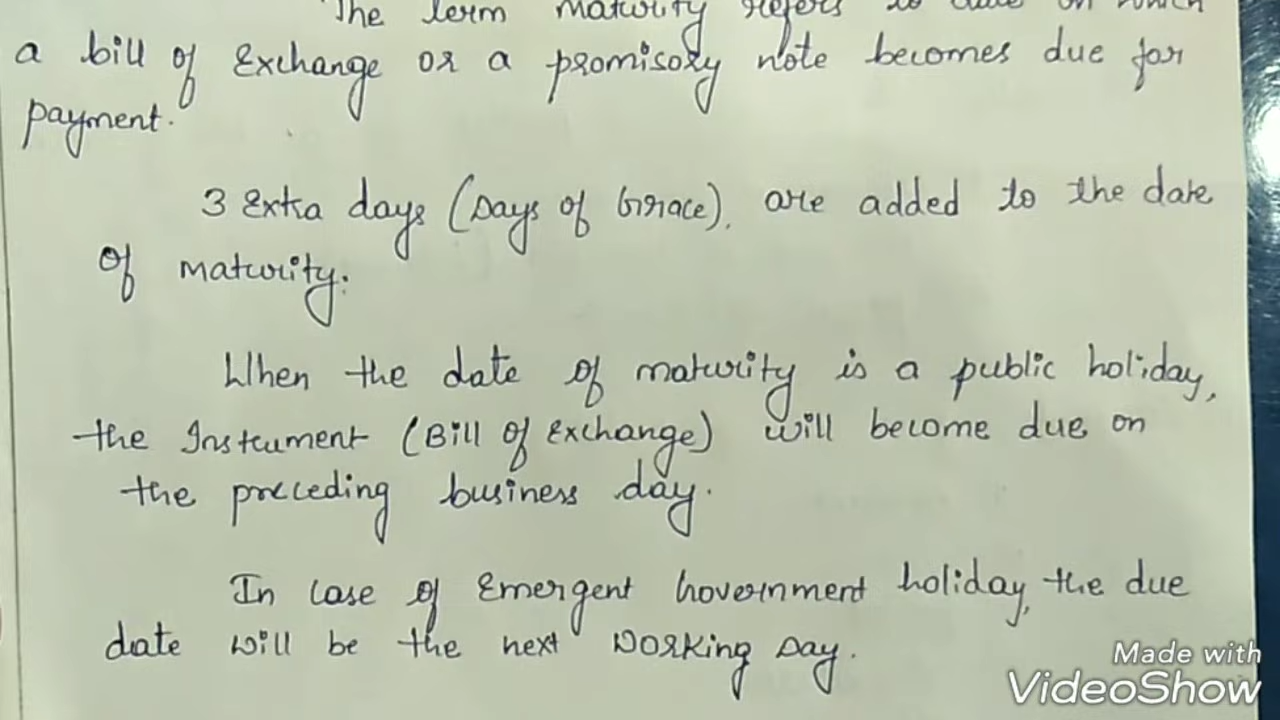 The term maturity refers to date on which
a bill of Exchange or a promisory note becomes due for
payment.
3 Extra days (Days of Grace). are added to the date
of maturity.
When the date of maturity is a public holiday,
the Instrument (Bill of Exchange) will become due on
the preceding business day.
In case of Emergent Government holiday, the due
date will be the next Working Day.
Made with
VideoShow